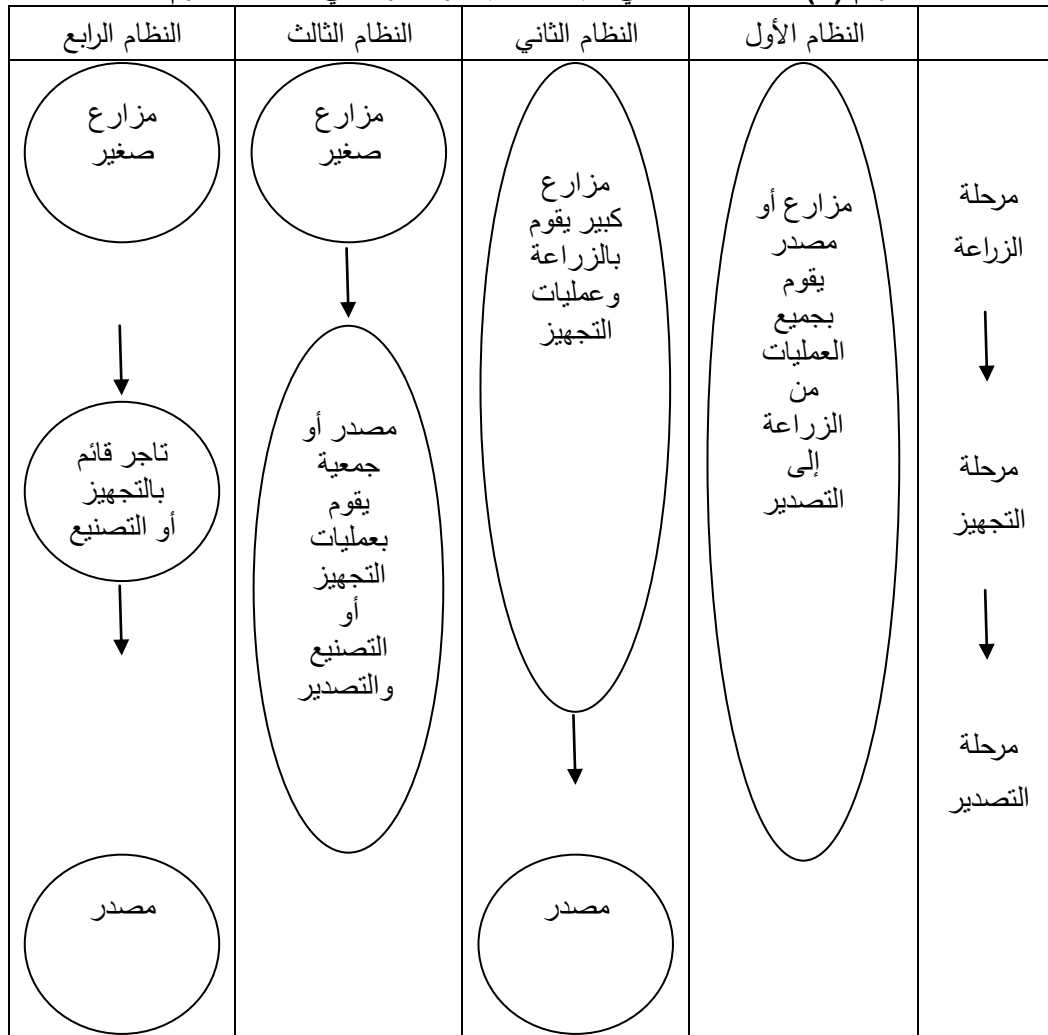 النظام الأول
النظام الثاني
النظام الثالث
النظام الرابع
مرحلة
الزراعة
مرحلة
التجهيز
مرحلة
التصدير
مزارع أو
مصدر
يقوم
بجميع
العمليات
من
الزراعة
إلى
التصدير
مزارع
كبير يقوم
بالزراعة
وعمليات
التجهيز
مصدر
مزارع
صغير
مصدر أو
جمعية
يقوم
بعمليات
التجهيز
أو
التصنيع
والتصدير
مزارع
صغير
تاجر قائم
بالتجهيز
أو التصنيع
مصدر